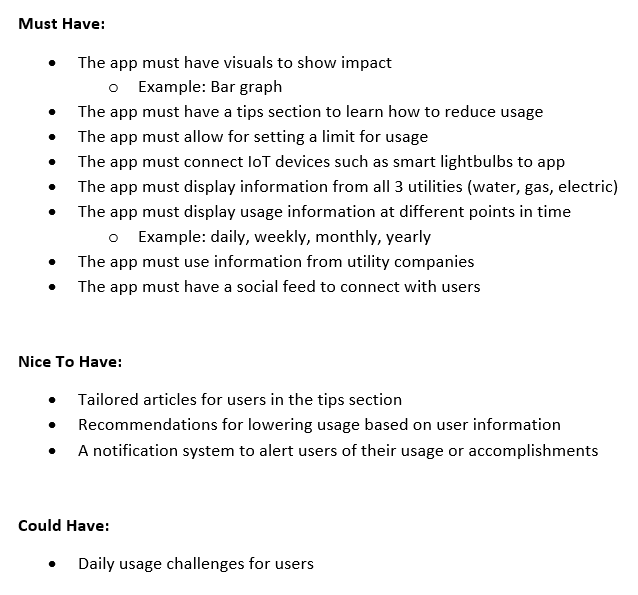 Must Have:
• The app must have visuals to show impact
o Example: Bar graph
• The app must have a tips section to learn how to reduce usage
• The app must allow for setting a limit for usage
• The app must connect IoT devices such as smart lightbulbs to app
• The app must display information from all 3 utilities (water, gas, electric)
• The app must display usage information at different points in time
o Example: daily, weekly, monthly, yearly
• The app must use information from utility companies
• The app must have a social feed to connect with users
Nice To Have:
• Tailored articles for users in the tips section
• Recommendations for lowering usage based on user information
• A notification system to alert users of their usage or accomplishments
Could Have:
• Daily usage challenges for users